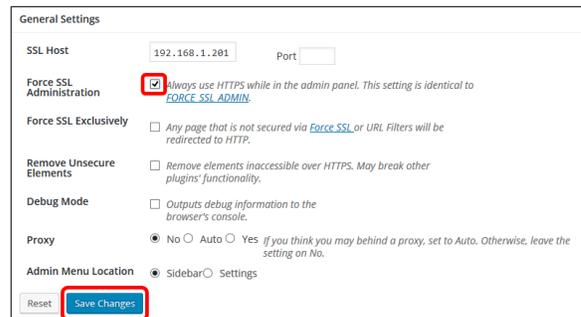 General Settings
SSL Host 192.168.1.201 Port
Force SSL Administration Always use HTTPS while in the admin panel. This setting is identical to
FORCE SSL ADMIN.
Force SSL Exclusively Any page that is not secured via Force SSL or URL Filters will be
redirected to HTTP.
Remove Unsecure Elements Remove elements inaccessible over HTTPS. May break other
plugins' functionality.
Debug Mode Outputs debug information to the
browser's console.
Proxy No Auto Yes If you think you may behind a proxy, set to Auto. Otherwise, leave the
setting on No.
Admin Menu Location Sidebar Settings
Reset Save Changes